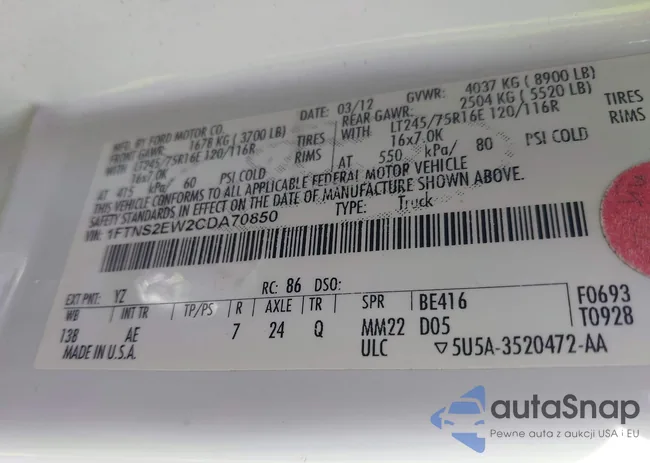 MFG. BY FORD MOTOR CO.
DATE: 03/12 GVWR: 4037 KG ( 8900 LB)
FRONT GAWR: 1678 KG ( 3700 LB)
REAR GAWR: 2504 KG ( 5520 LB)
WITH LT245/75R16E 120/116R TIRES
WITH LT245/75R16E 120/116R TIRES
16x7.0K RIMS
16x7.0K RIMS
AT 415 kPa/ 60 PSI COLD
AT 550 kPa/ 80 PSI COLD
THIS VEHICLE CONFORMS TO ALL APPLICABLE FEDERAL MOTOR VEHICLE
SAFETY STANDARDS IN EFFECT ON THE DATE OF MANUFACTURE SHOWN ABOVE.
VIN: 1FTNS2EW2CDA70850 TYPE: Truck
EXT PNT: YZ RC: 86 DSO:
WB INT TR TP/PS R AXLE TR SPR BE416 F0693
138 AE 7 24 Q MM22 D05 T0928
MADE IN U.S.A. ULC ▽5U5A-3520472-AA
autaSnap
Pewne auta z aukcji USA i EU